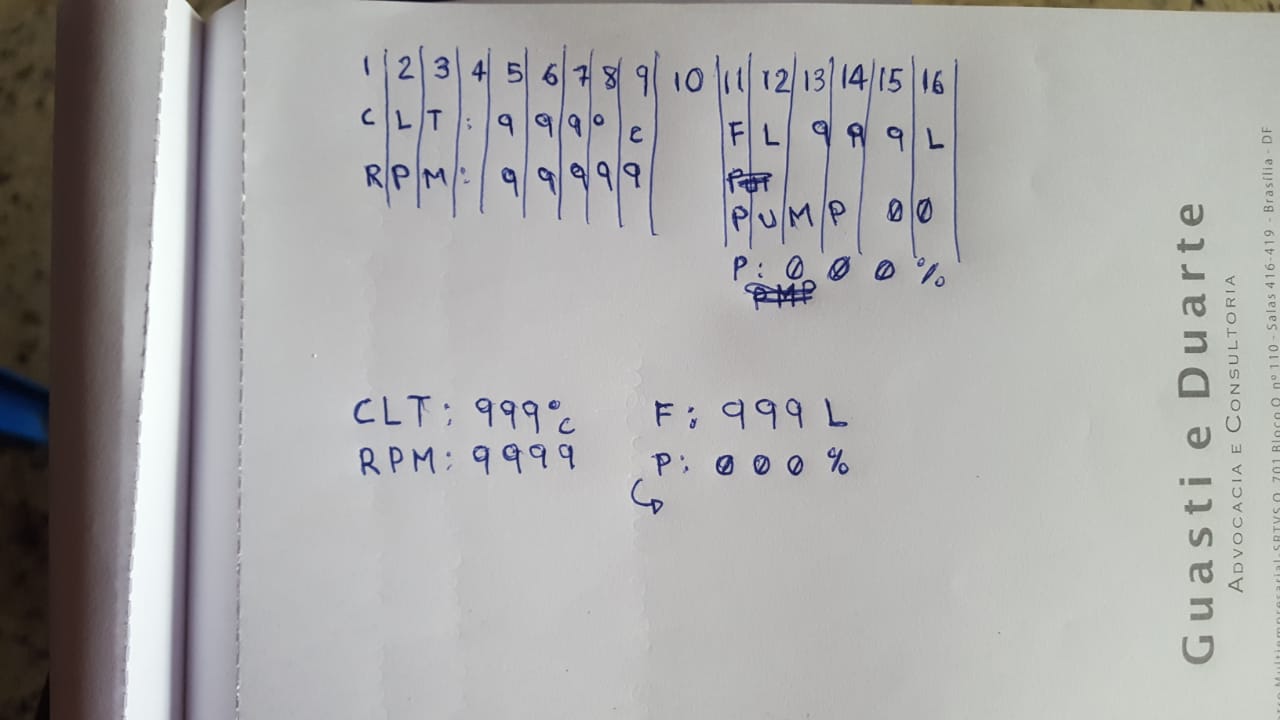 1 2 3 4 5 6 7 8 9 10 11 12 13 14 15 16
C L T : 9 9 9 º c F L 9 9 9 L
R P M : 9 9 9 9 9
P U M P 0 0
P : 0 0 0 %
CLT: 999ºc F: 999 L
RPM: 9999 P: 000 %
Guasti e Duarte
ADVOCACIA E CONSULTORIA
Multiempresarial-SRTVS Q. 701 Bloco O nº 110 - Salas 416-419 - Brasília - DF